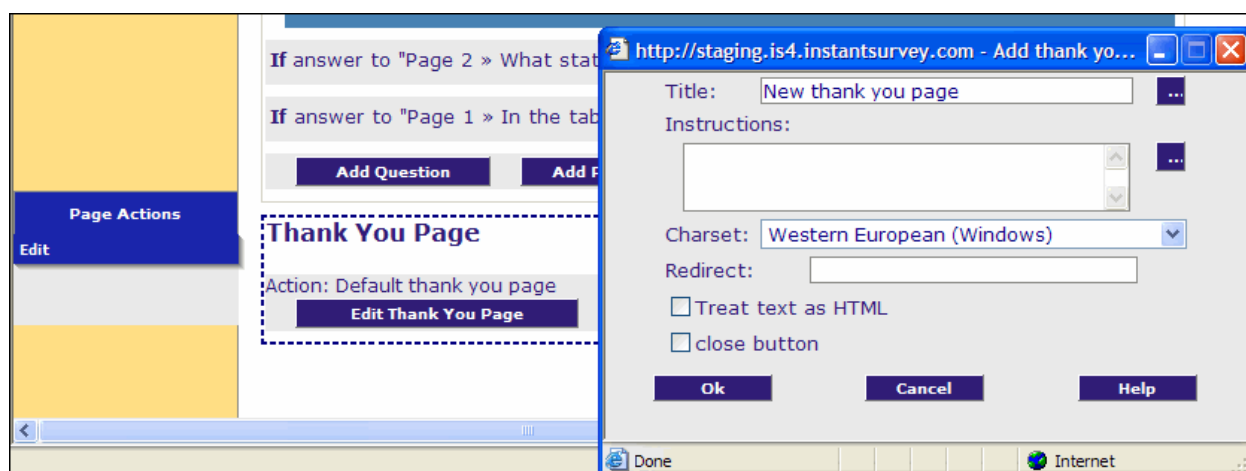 If answer to "Page 2 » What stat
If answer to "Page 1 » In the tab
Add Question
Add
Page Actions
Edit
Thank You Page
Action: Default thank you page
Edit Thank You Page
http://staging.is4.instantsurvey.com - Add thank yo...
Title: New thank you page ...
Instructions:
...
Charset: Western European (Windows)
Redirect:
Treat text as HTML
close button
Ok Cancel Help
Done Internet